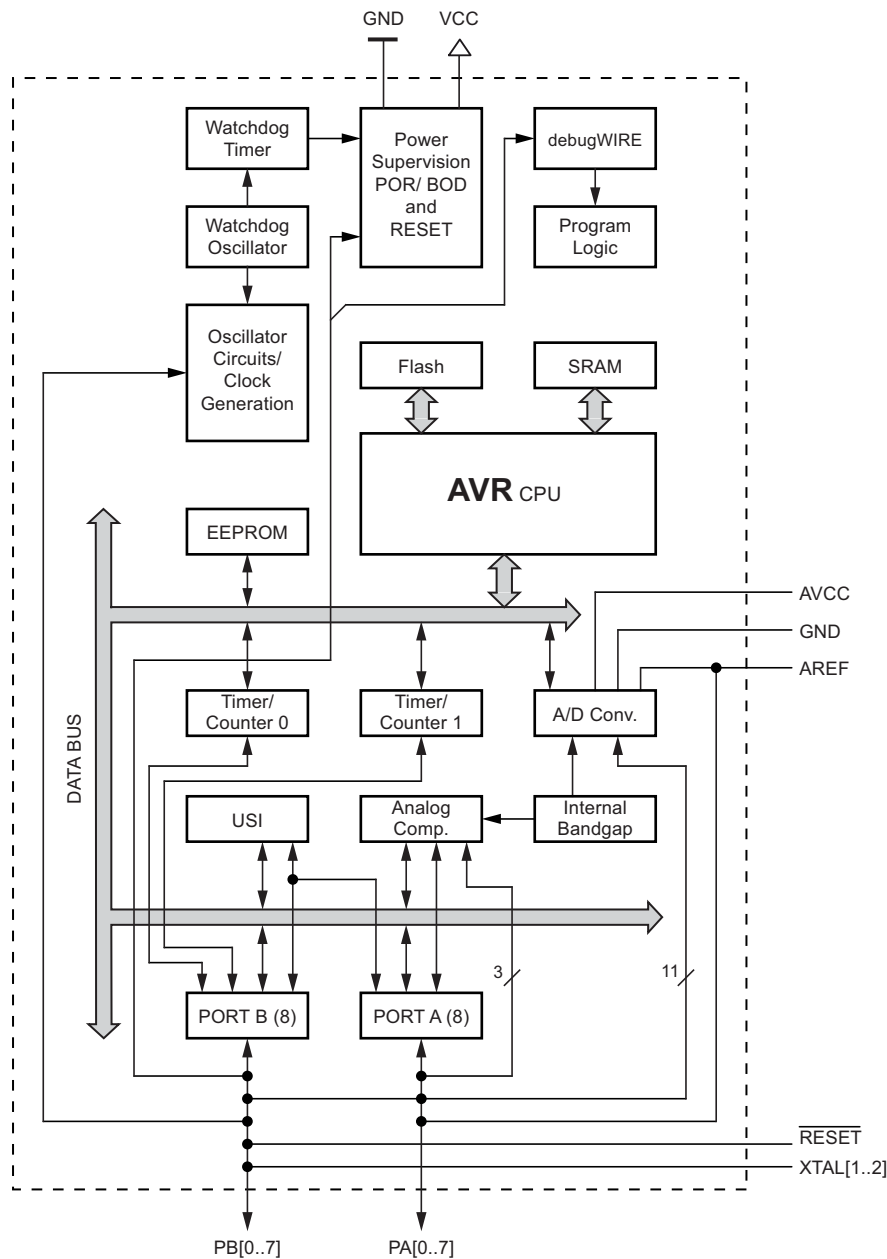 GND
VCC
Watchdog
Timer
Power
Supervision
POR/ BOD
and
RESET
debugWIRE
Watchdog
Oscillator
Program
Logic
Oscillator
Circuits/
Clock
Generation
Flash
SRAM
AVR CPU
EEPROM
AVCC
GND
AREF
DATA BUS
Timer/
Counter 0
Timer/
Counter 1
A/D Conv.
USI
Analog
Comp.
Internal
Bandgap
3
11
PORT B (8)
PORT A (8)
RESET
XTAL[1..2]
PB[0..7]
PA[0..7]